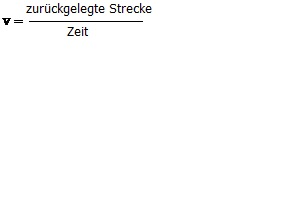 zurückgelegte Strecke
v =
Zeit